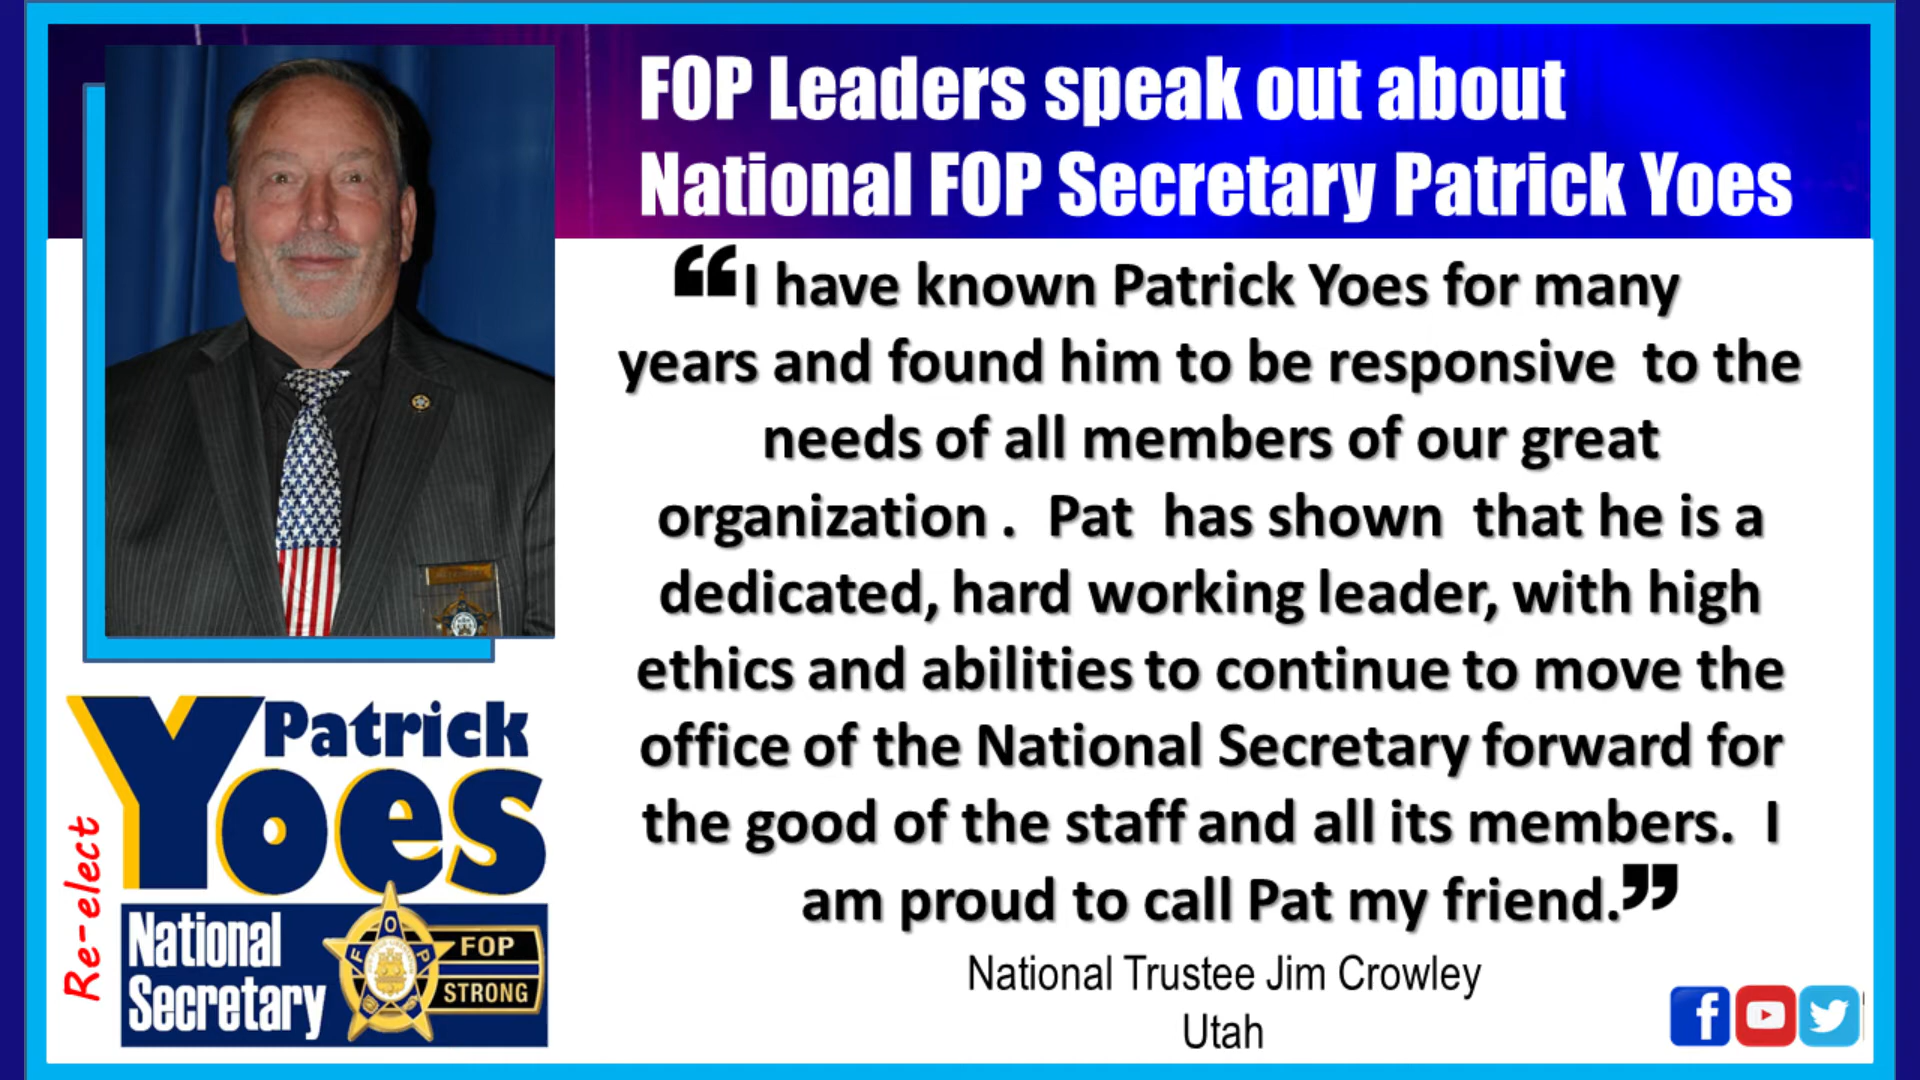 FOP Leaders speak out about
National FOP Secretary Patrick Yoes
“I have known Patrick Yoes for many
years and found him to be responsive  to the
needs of all members of our great
organization .  Pat  has shown  that he is a
dedicated, hard working leader, with high
ethics and abilities to continue to move the
office of the National Secretary forward for
the good of the staff and all its members.  I
am proud to call Pat my friend.”
National Trustee Jim Crowley
Utah
Re-elect
Patrick
Yoes
National
Secretary
FOP
FOP
STRONG